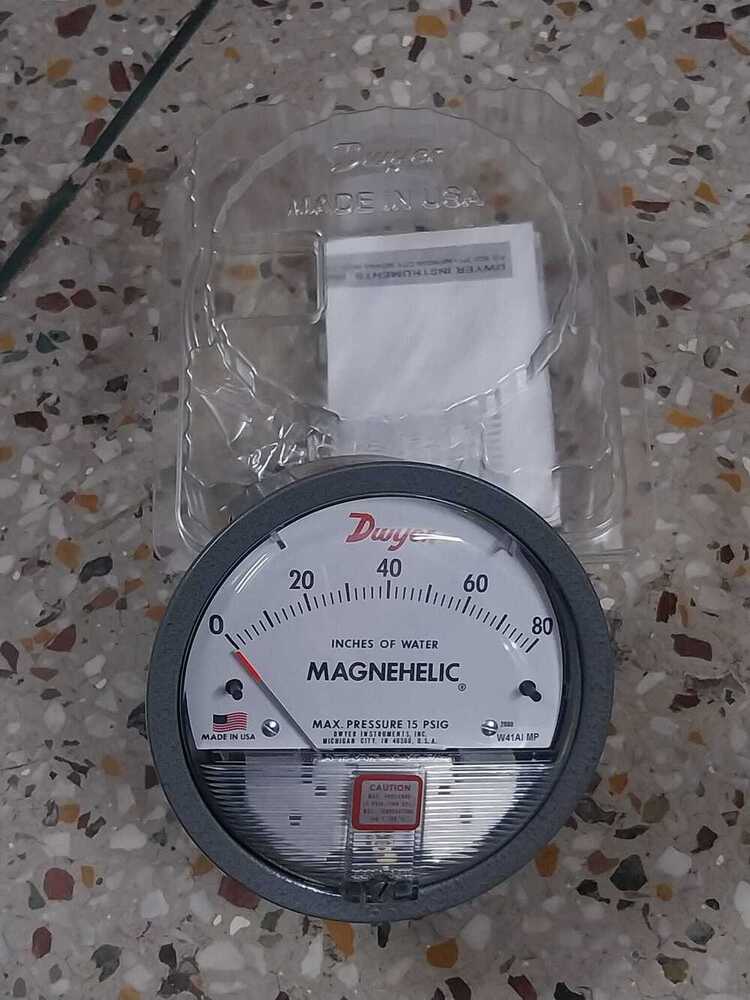 Dwyer
MADE IN USA
DWYER INSTRUMENTS
Dwyer
0 20 40 60 80
INCHES OF WATER
MAGNEHELIC
®
MAX. PRESSURE 15 PSIG
DWYER INSTRUMENTS, INC.
MICHIGAN CITY, IN 46360, U.S.A.
MADE IN USA
2080
W41AI MP
CAUTION